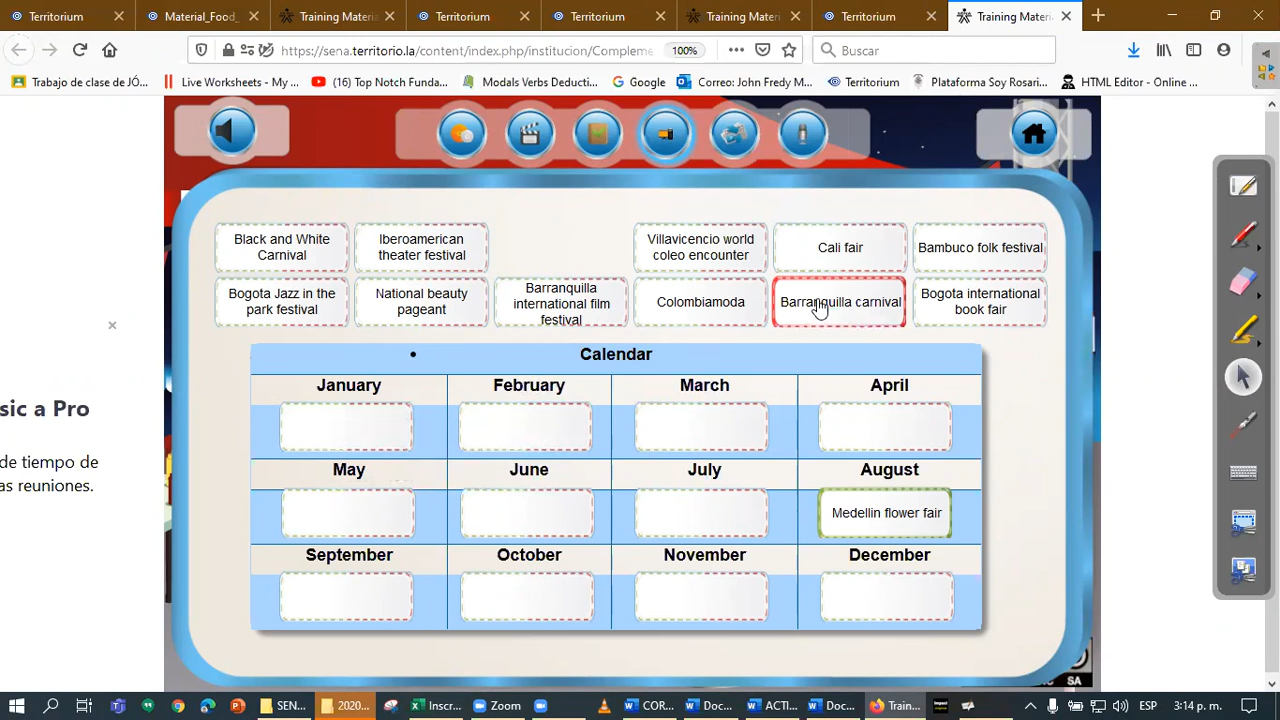 Territorium
Material_Food_
Training Materi
Territorium
Territorium
Training Materi
Territorium
Training Materi
https://sena.territorio.la/content/index.php/institucion/Compleme
100%
Buscar
Trabajo de clase de JÓ...
Live Worksheets - My ...
(16) Top Notch Funda...
Modals Verbs Deducti...
Google
Correo: John Fredy M...
Territorium
Plataforma Soy Rosari...
HTML Editor - Online ...
Black and White
Carnival
Iberoamerican
theater festival
Villavicencio world
coleo encounter
Cali fair
Bambuco folk festival
Bogota Jazz in the
park festival
National beauty
pageant
Barranquilla
international film
festival
Colombiamoda
Barranquilla carnival
Bogota international
book fair
Calendar
January
February
March
April
May
June
July
August
Medellin flower fair
September
October
November
December
sic a Pro
de tiempo de
as reuniones.
SA
SEN...
2020...
Inscr...
Zoom
COR...
Doc...
ACTI...
Doc...
Train...
ESP
3:14 p. m.